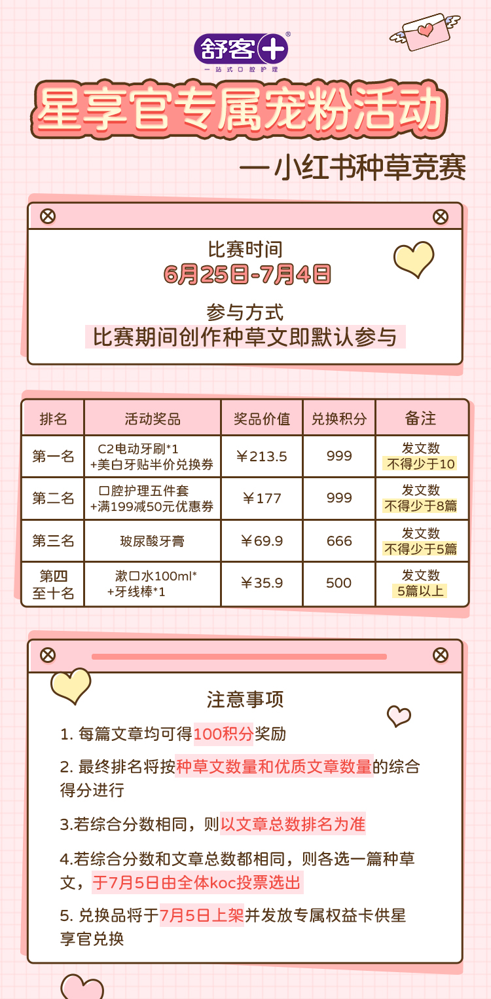 舒客+®
一站式口腔护理
星享官专属宠粉活动
一小红书种草竞赛
比赛时间
6月25日-7月4日
参与方式
比赛期间创作种草文即默认参与
排名 活动奖品 奖品价值 兑换积分 备注
第一名 C2电动牙刷*1 +美白牙贴半价兑换券 ￥213.5 999 发文数 不得少于10
第二名 口腔护理五件套 +满199减50元优惠券 ￥177 999 发文数 不得少于8篇
第三名 玻尿酸牙膏 ￥69.9 666 发文数 不得少于5篇
第四至十名 漱口水100ml* +牙线棒*1 ￥35.9 500 发文数 5篇以上
注意事项
1. 每篇文章均可得100积分奖励
2. 最终排名将按种草文数量和优质文章数量的综合
得分进行
3.若综合分数相同，则以文章总数排名为准
4.若综合分数和文章总数都相同，则各选一篇种草
文，于7月5日由全体koc投票选出
5. 兑换品将于7月5日上架并发放专属权益卡供星
享官兑换